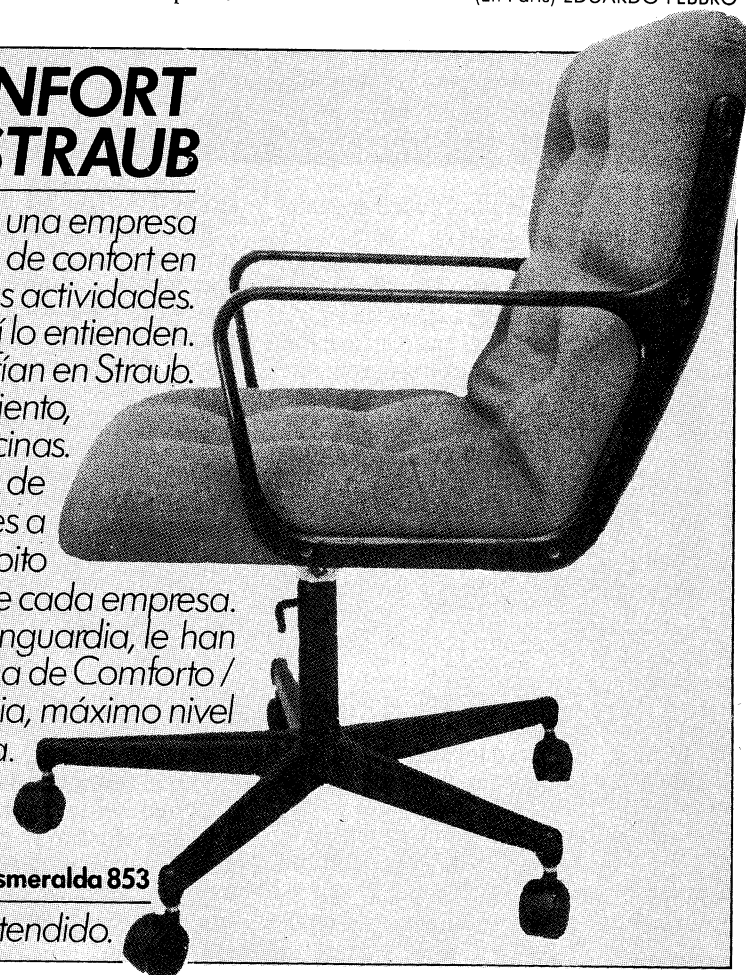 (En París) EDUARDO FEBBRO
NFORT
STRAUB
una empresa
de confort en
s actividades.
í lo entienden.
ían en Straub.
iento,
cinas.
de
es a
bito
e cada empresa.
nguardia, le han
a de Comforto /
ia, máximo nivel
a.
smeralda 853
tendido.